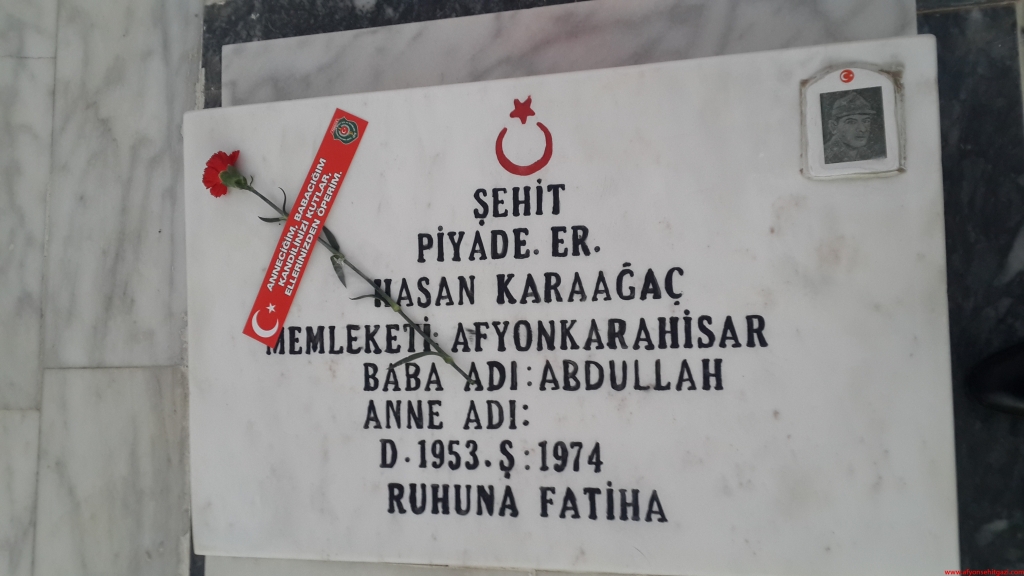 ŞEHİT
PİYADE. ER.
HASAN KARAAĞAÇ
MEMLEKETİ: AFYONKARAHİSAR
BABA ADI: ABDULLAH
ANNE ADI:
D. 1953. Ş: 1974
RUHUNA FATİHA
ANNECİĞİM, BABACIĞIM
KANDİLİNİZİ KUTLAR,
ELLERİNİZDEN ÖPERİM.